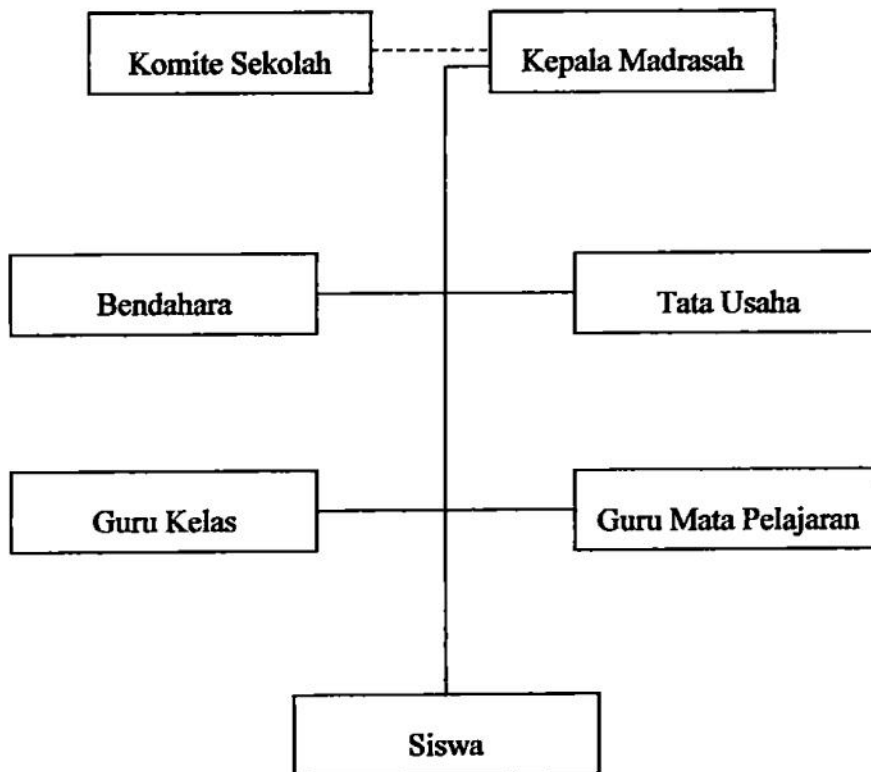 Komite Sekolah
Kepala Madrasah
Bendahara
Tata Usaha
Guru Kelas
Guru Mata Pelajaran
Siswa